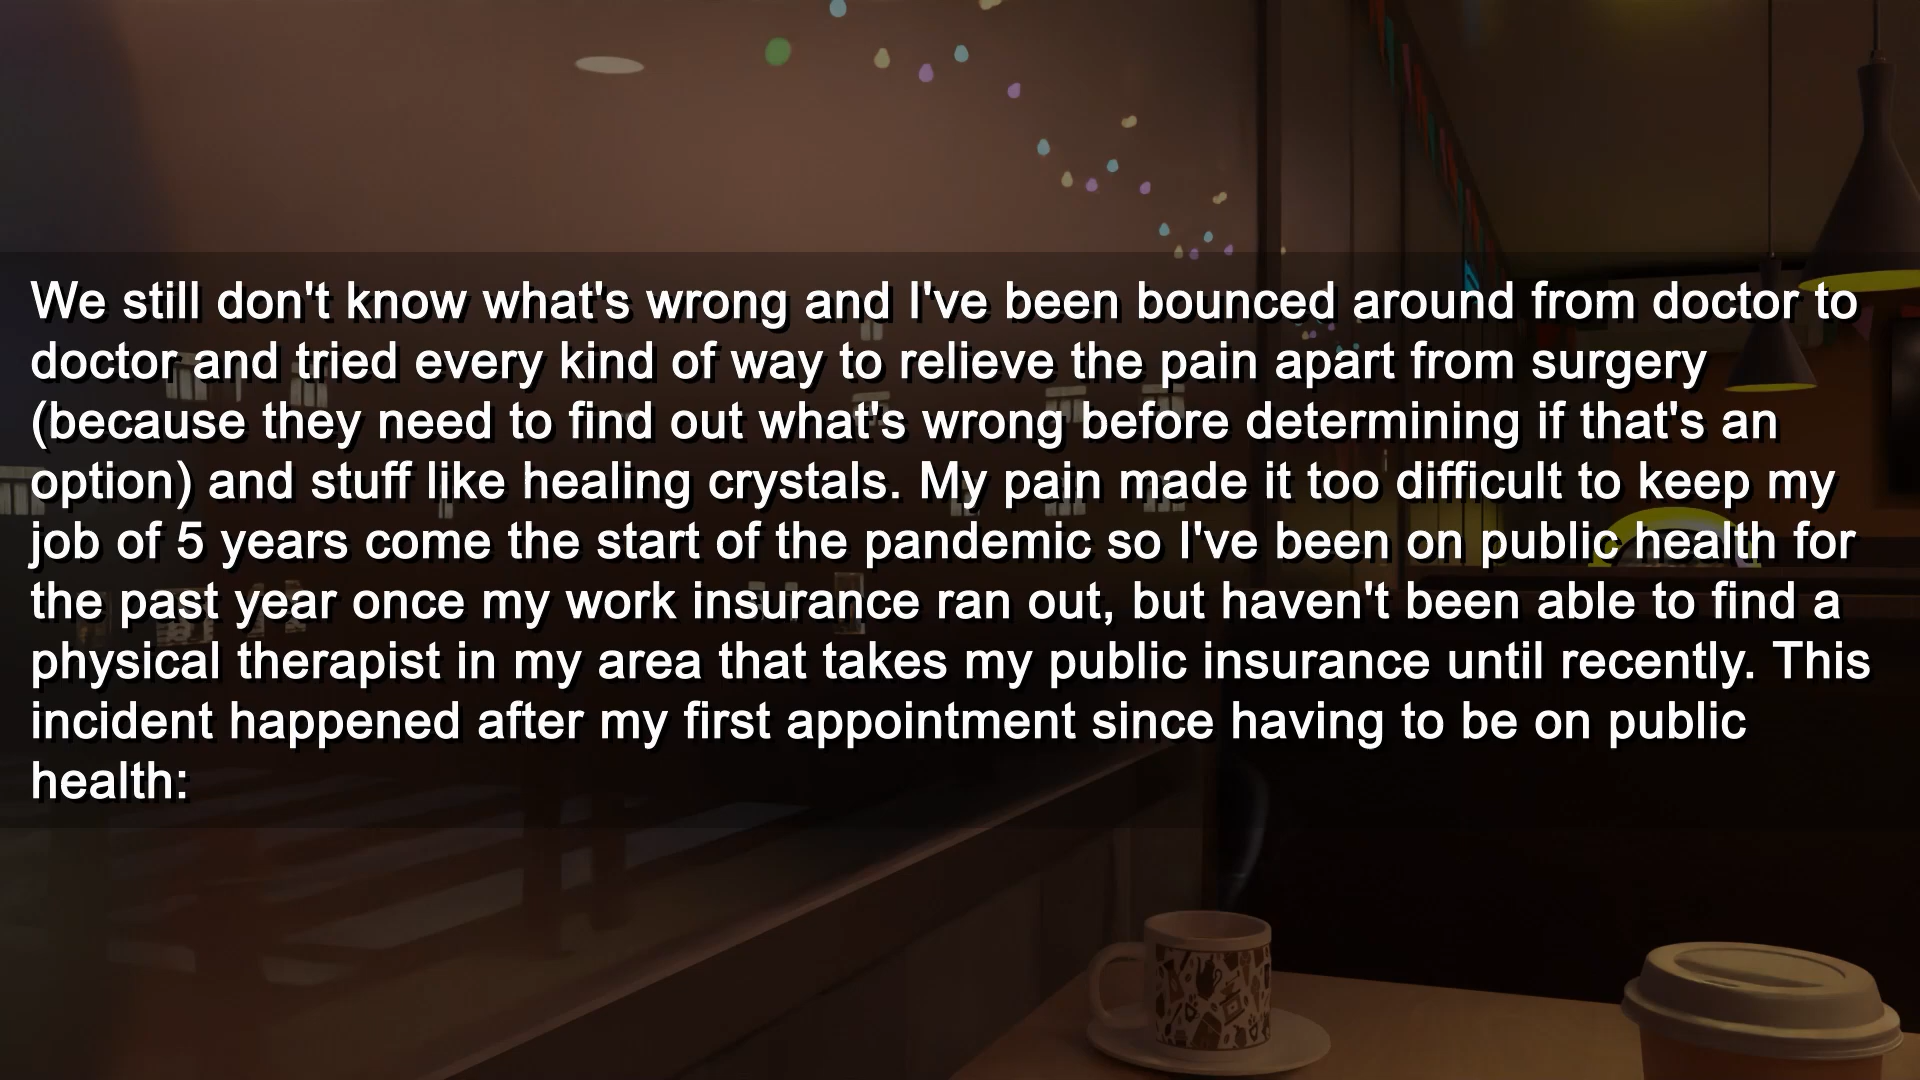 We still don't know what's wrong and I've been bounced around from doctor to
doctor and tried every kind of way to relieve the pain apart from surgery
(because they need to find out what's wrong before determining if that's an
option) and stuff like healing crystals. My pain made it too difficult to keep my
job of 5 years come the start of the pandemic so I've been on public health for
the past year once my work insurance ran out, but haven't been able to find a
physical therapist in my area that takes my public insurance until recently. This
incident happened after my first appointment since having to be on public
health: